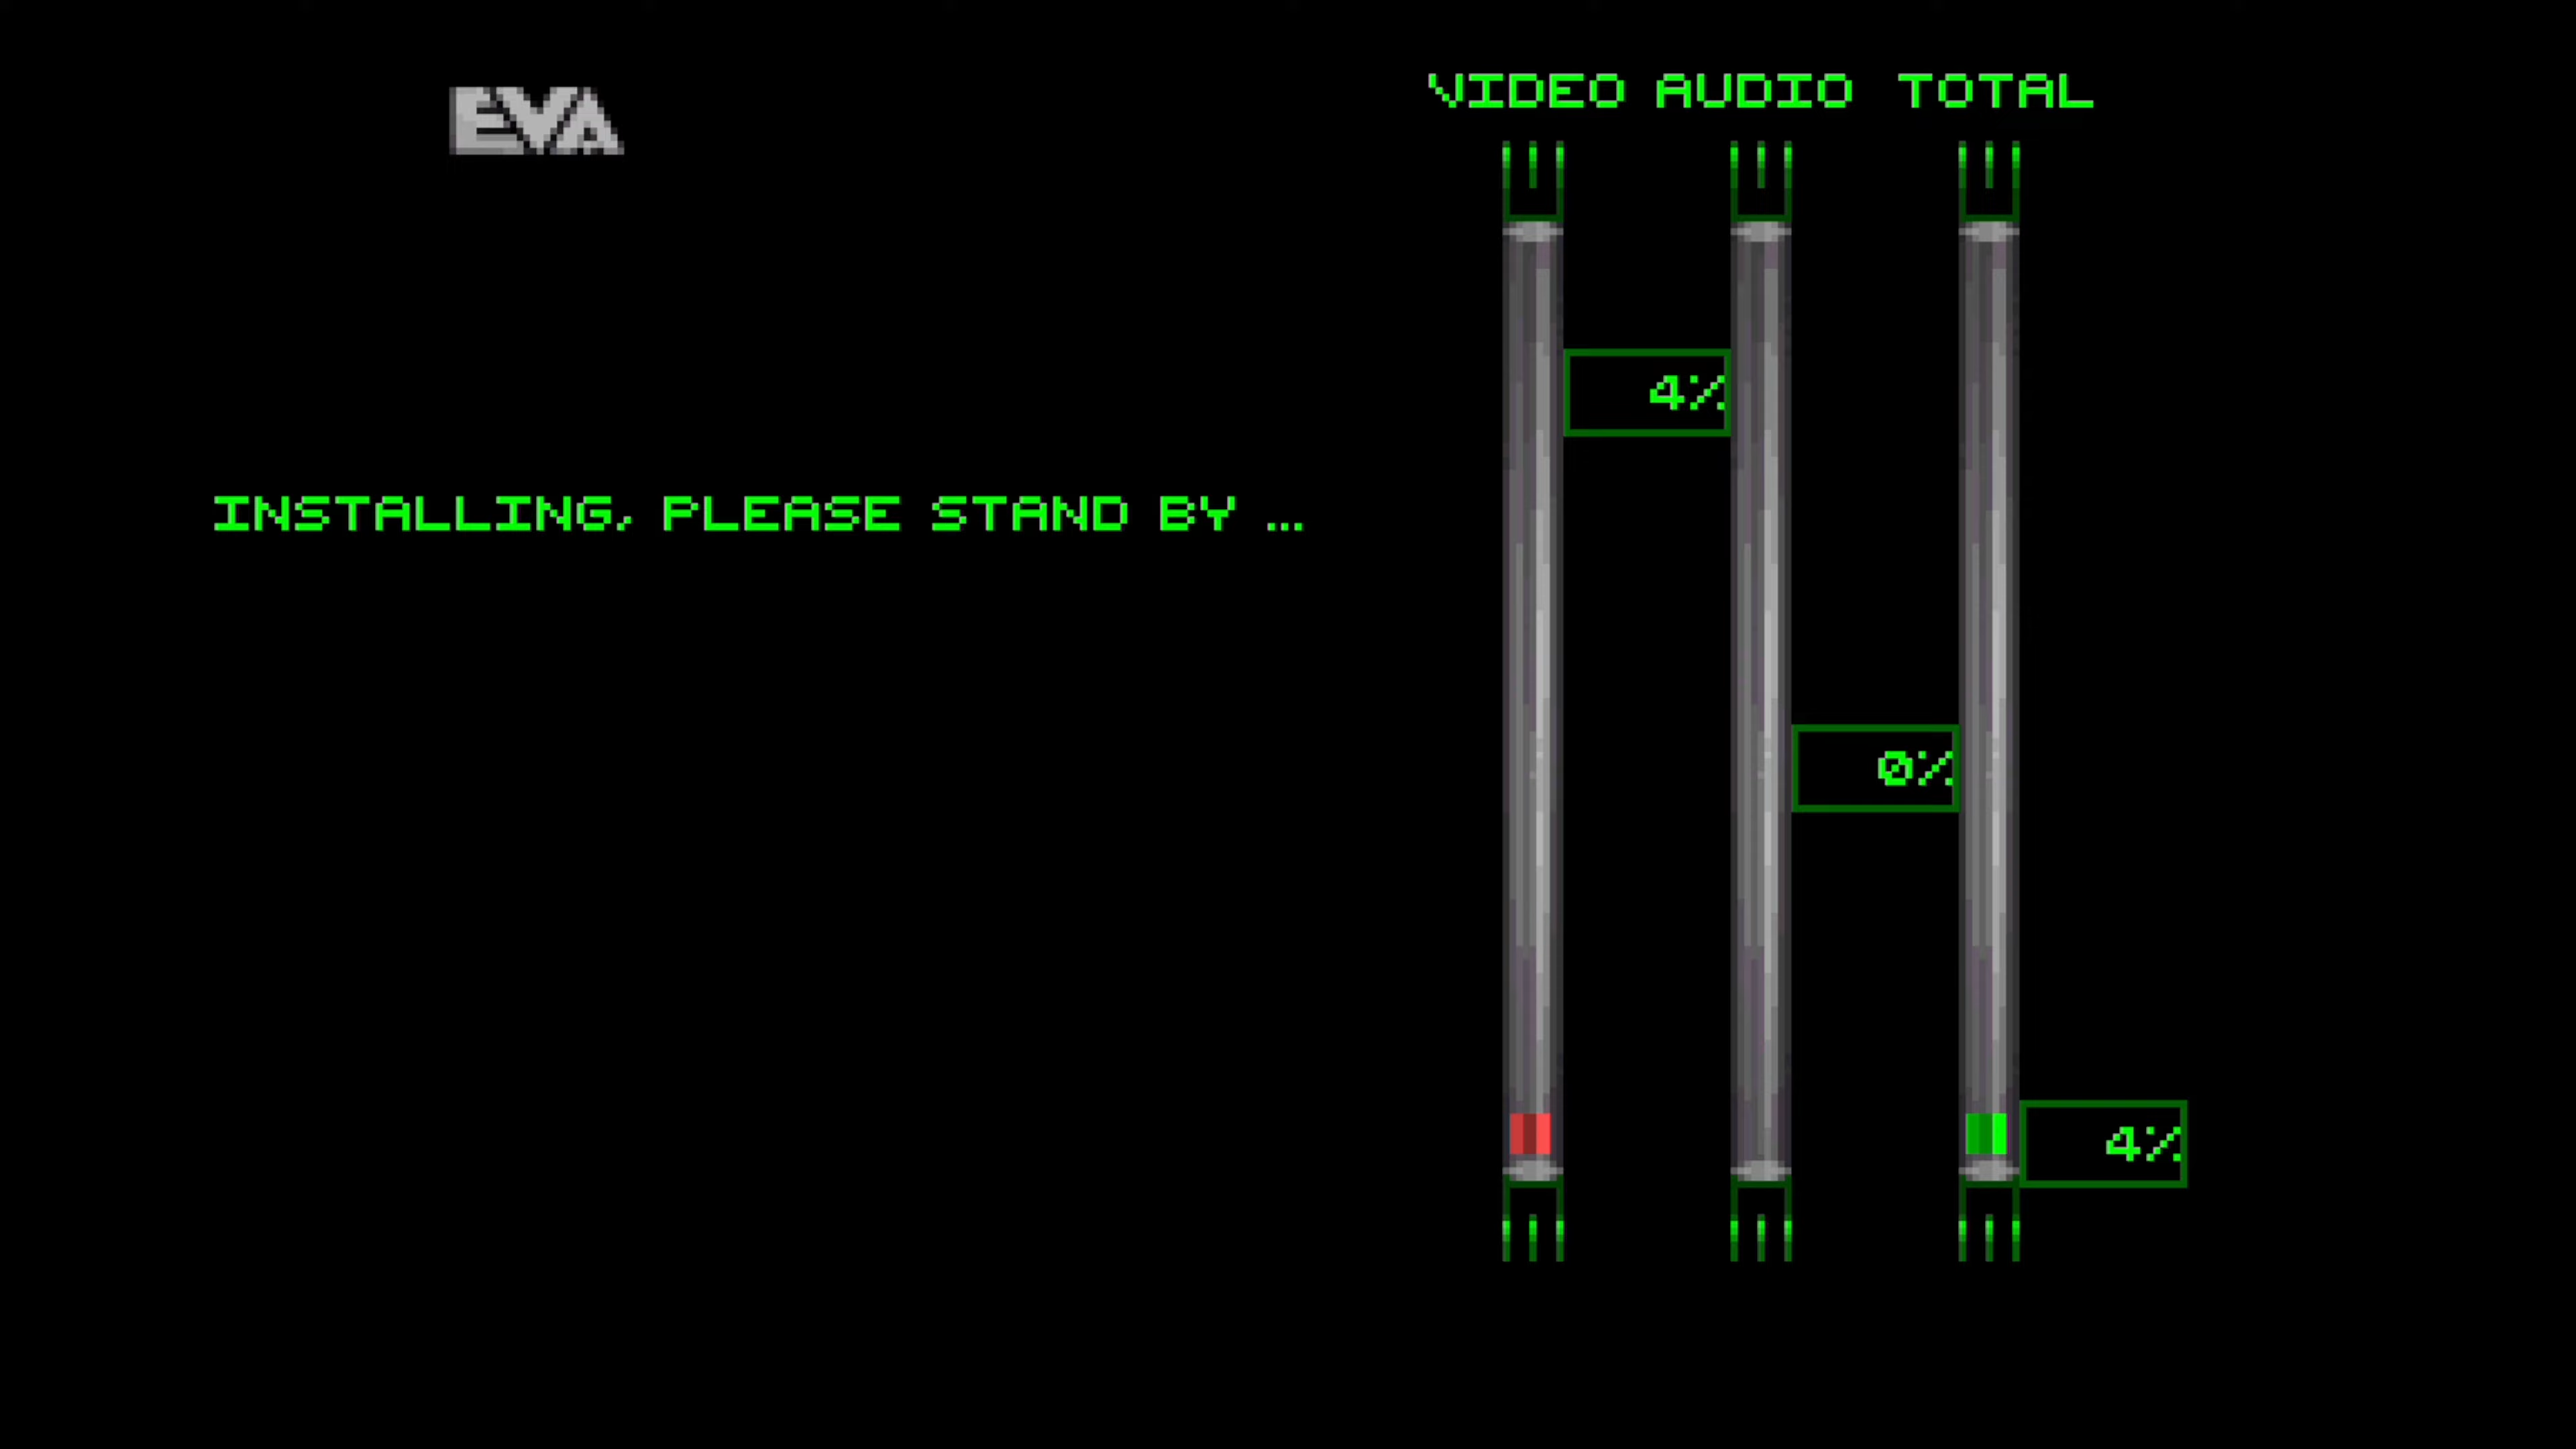 EVA
VIDEO AUDIO TOTAL
4%
INSTALLING, PLEASE STAND BY ...
0%
4%